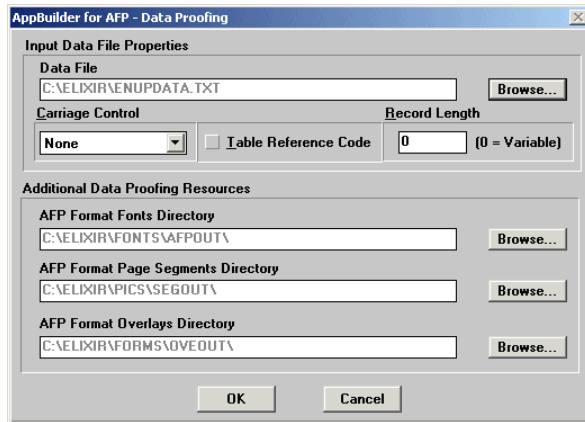 AppBuilder for AFP - Data Proofing
Input Data File Properties
Data File
C:\ELIXIR\ENUPDATA.TXT
Browse...
Carriage Control
Record Length
None
Table Reference Code
0
(0 = Variable)
Additional Data Proofing Resources
AFP Format Fonts Directory
C:\ELIXIR\FONTS\AFPOUT\
Browse...
AFP Format Page Segments Directory
C:\ELIXIR\PICS\SEGOUT\
Browse...
AFP Format Overlays Directory
C:\ELIXIR\FORMS\OVEOUT\
Browse...
OK
Cancel